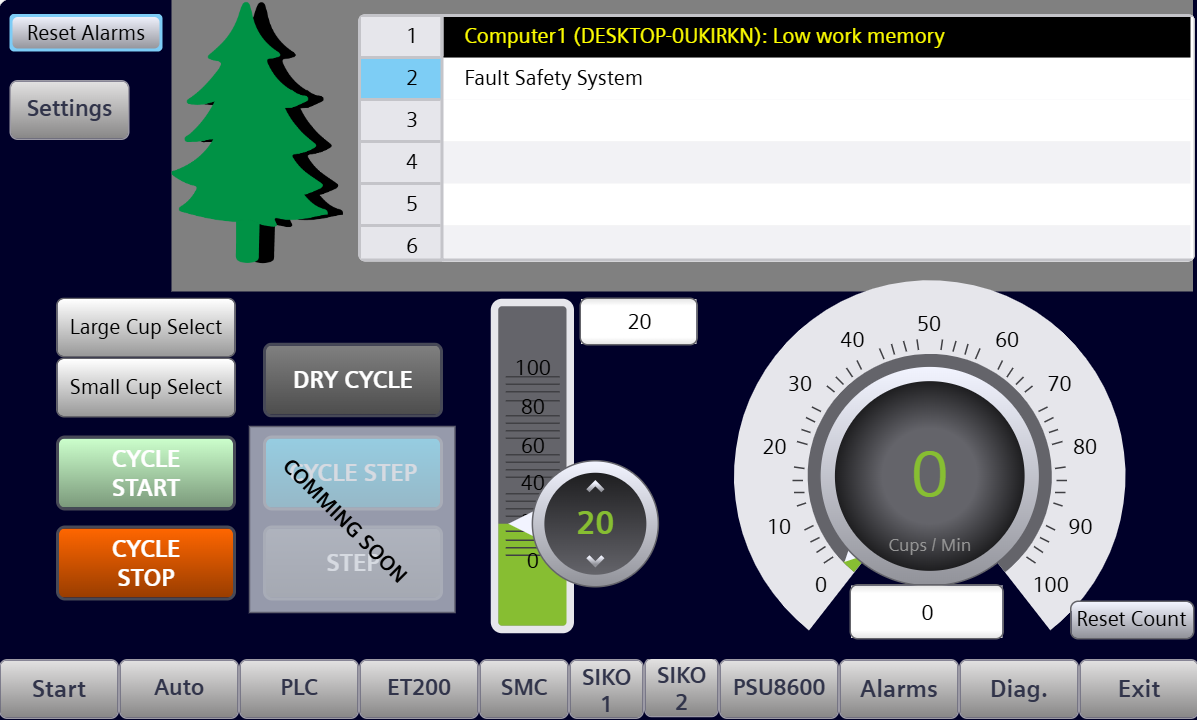 Reset Alarms
Settings
1 Computer1 (DESKTOP-0UKIRKN): Low work memory
2 Fault Safety System
3
4
5
6
Large Cup Select
Small Cup Select
CYCLE
START
CYCLE
STOP
DRY CYCLE
CYCLE STEP
STEP
COMMING SOON
100
80
60
40
0
20
20
0
10
20
30
40
50
60
70
80
90
100
0
Cups / Min
0
Reset Count
Start
Auto
PLC
ET200
SMC
SIKO
1
SIKO
2
PSU8600
Alarms
Diag.
Exit